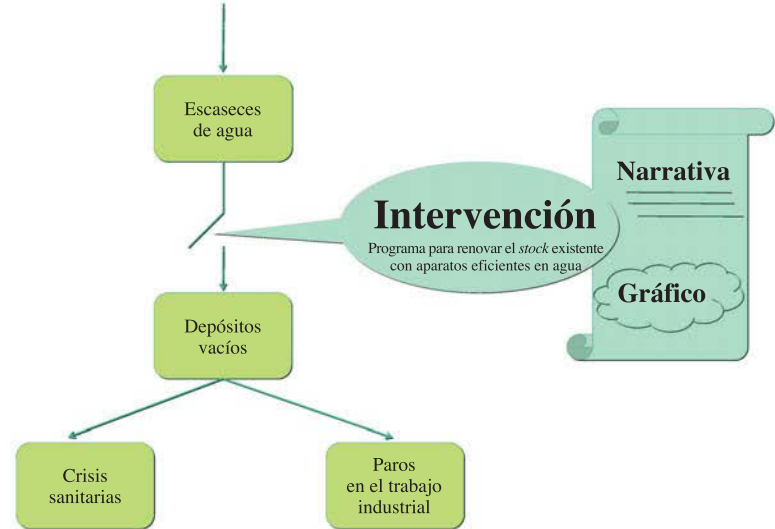 Escaseces
de agua
Intervención
Programa para renovar el stock existente
con aparatos eficientes en agua
Narrativa
Gráfico
Depósitos
vacíos
Crisis
sanitarias
Paros
en el trabajo
industrial